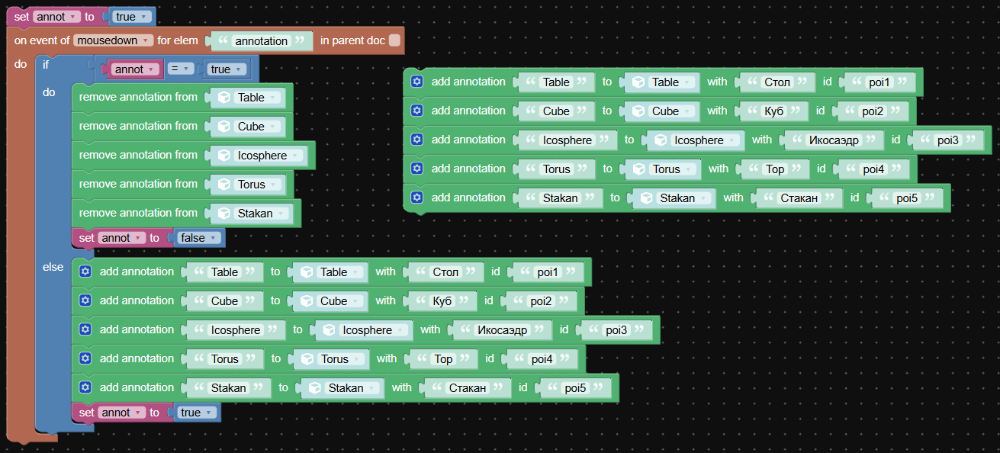 set annot to true
on event of mousedown for elem “ annotation ” in parent doc
do if annot = true
do remove annotation from Table
remove annotation from Cube
remove annotation from Icosphere
remove annotation from Torus
remove annotation from Stakan
set annot to false
else add annotation “ Table ” to Table with “ Стол ” id “ poi1 ”
add annotation “ Cube ” to Cube with “ Куб ” id “ poi2 ”
add annotation “ Icosphere ” to Icosphere with “ Икосаэдр ” id “ poi3 ”
add annotation “ Torus ” to Torus with “ Тор ” id “ poi4 ”
add annotation “ Stakan ” to Stakan with “ Стакан ” id “ poi5 ”
set annot to true
add annotation “ Table ” to Table with “ Стол ” id “ poi1 ”
add annotation “ Cube ” to Cube with “ Куб ” id “ poi2 ”
add annotation “ Icosphere ” to Icosphere with “ Икосаэдр ” id “ poi3 ”
add annotation “ Torus ” to Torus with “ Тор ” id “ poi4 ”
add annotation “ Stakan ” to Stakan with “ Стакан ” id “ poi5 ”